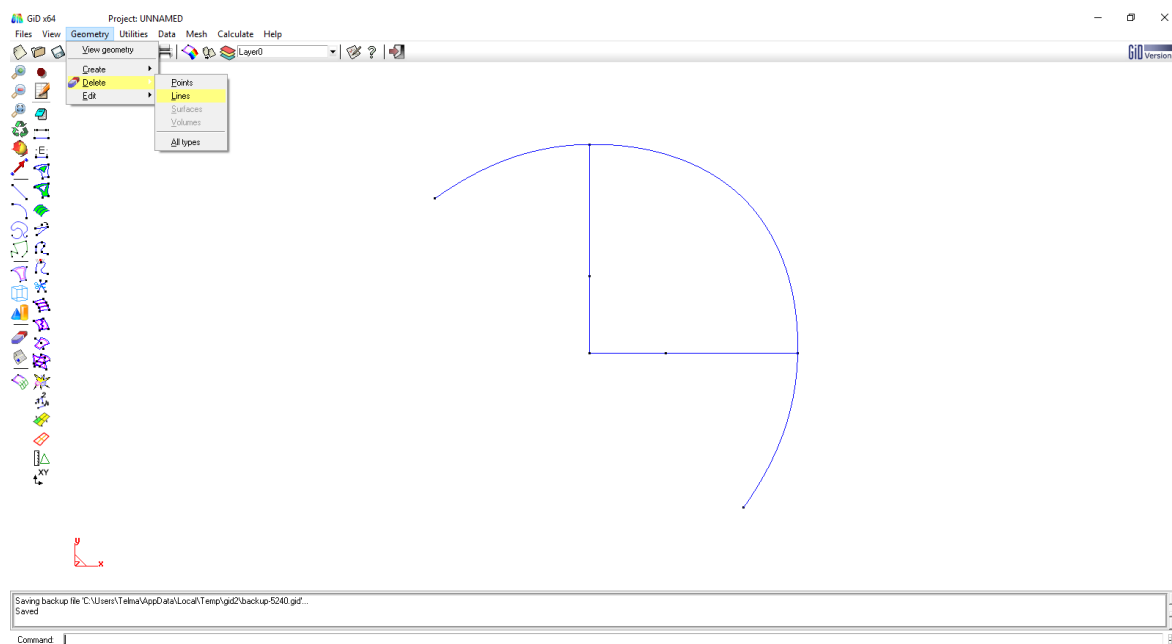 GiD x64 Project: UNNAMED
Files View Geometry Utilities Data Mesh Calculate Help
View geometry
Layer0
GiD Version
Create
Delete
Points
Edit
Lines
Surfaces
Volumes
All types
E
XY
y
z x
Saving backup file 'C:\Users\Telma\AppData\Local\Temp\gid2\backup-5240.gid'...
Saved
Command: